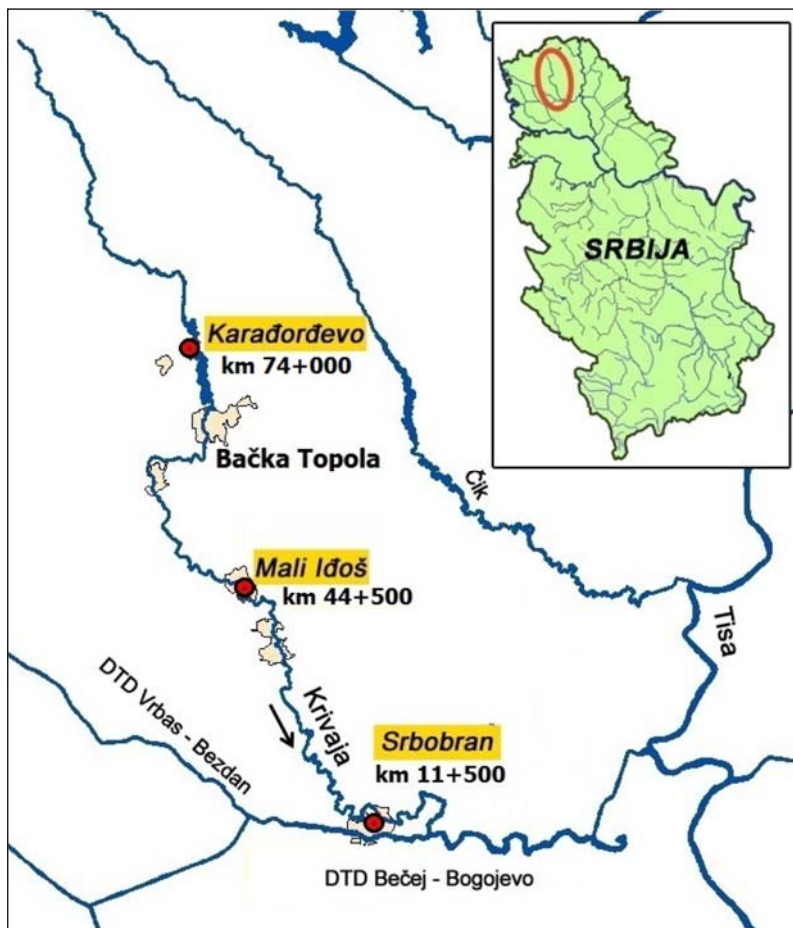 SRBIJA
Karađorđevo
km 74+000
Bačka Topola
Čik
Mali Iđoš
km 44+500
Tisa
DTD Vrbas - Bezdan
Krivaja
Srbobran
km 11+500
DTD Bečej - Bogojevo